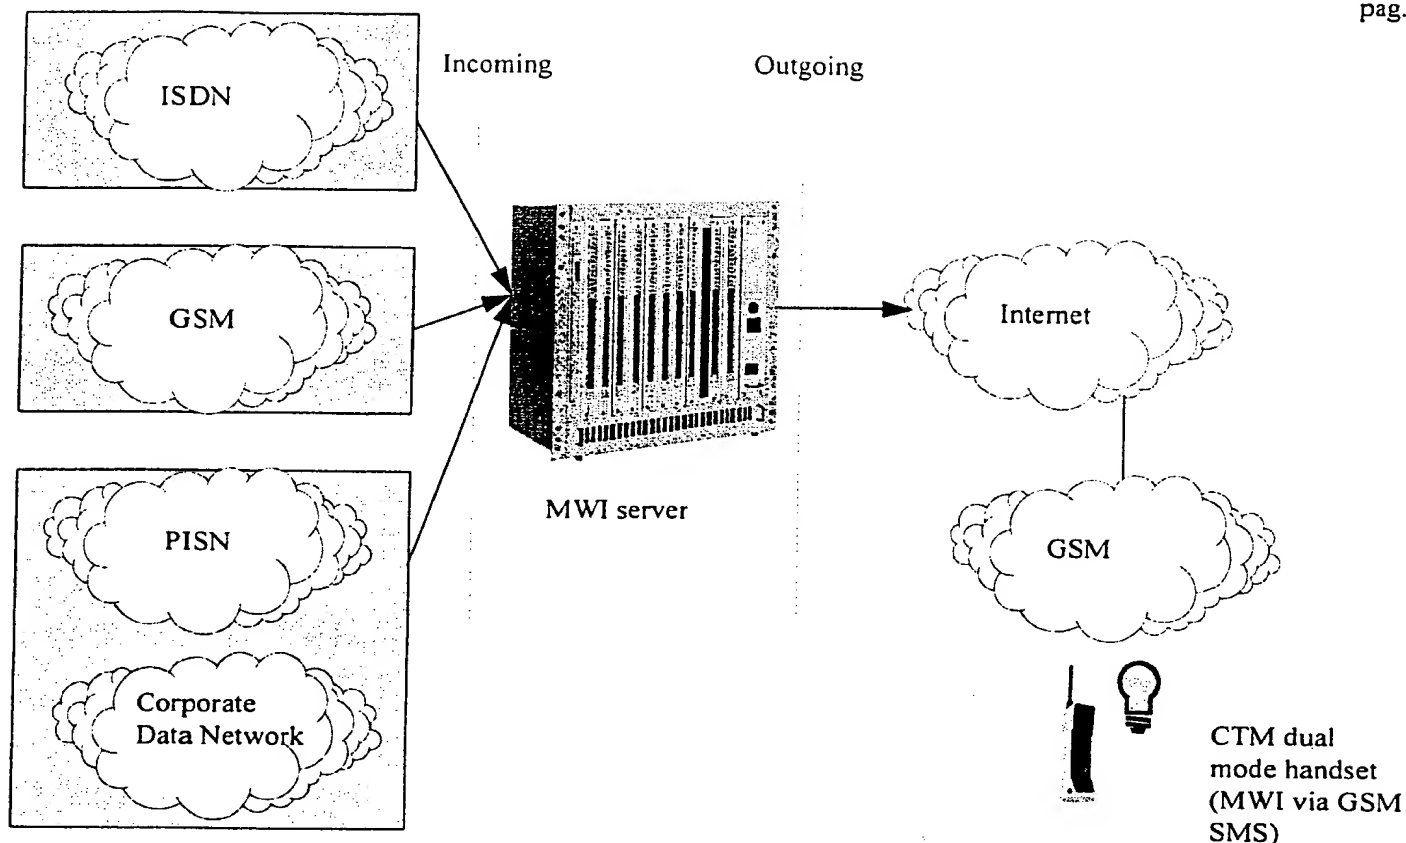 pag.
Incoming
Outgoing
ISDN
GSM
Internet
MWI server
PISN
GSM
Corporate
Data Network
CTM dual
mode handset
(MWI via GSM
SMS)